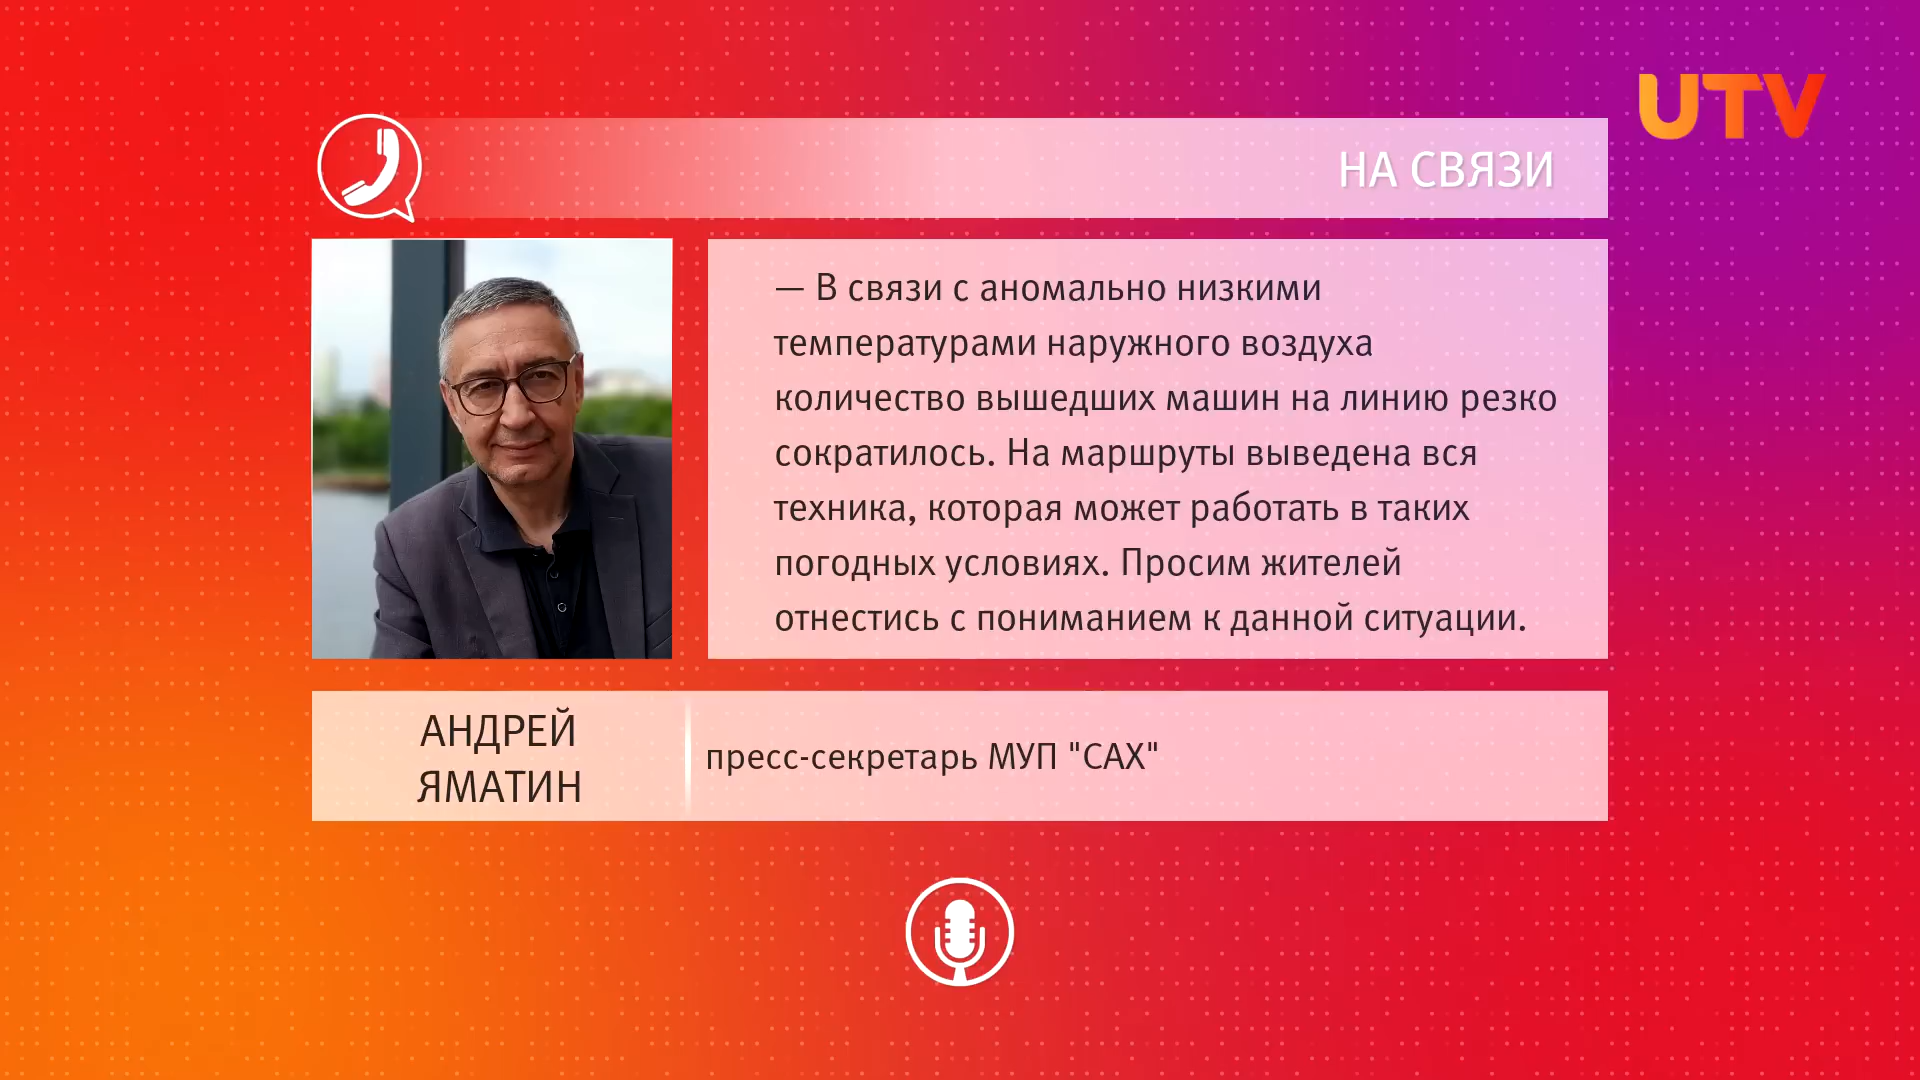 UTV
НА СВЯЗИ
— В связи с аномально низкими
температурами наружного воздуха
количество вышедших машин на линию резко
сократилось. На маршруты выведена вся
техника, которая может работать в таких
погодных условиях. Просим жителей
отнестись с пониманием к данной ситуации.
АНДРЕЙ
ЯМАТИН
пресс-секретарь МУП "САХ"